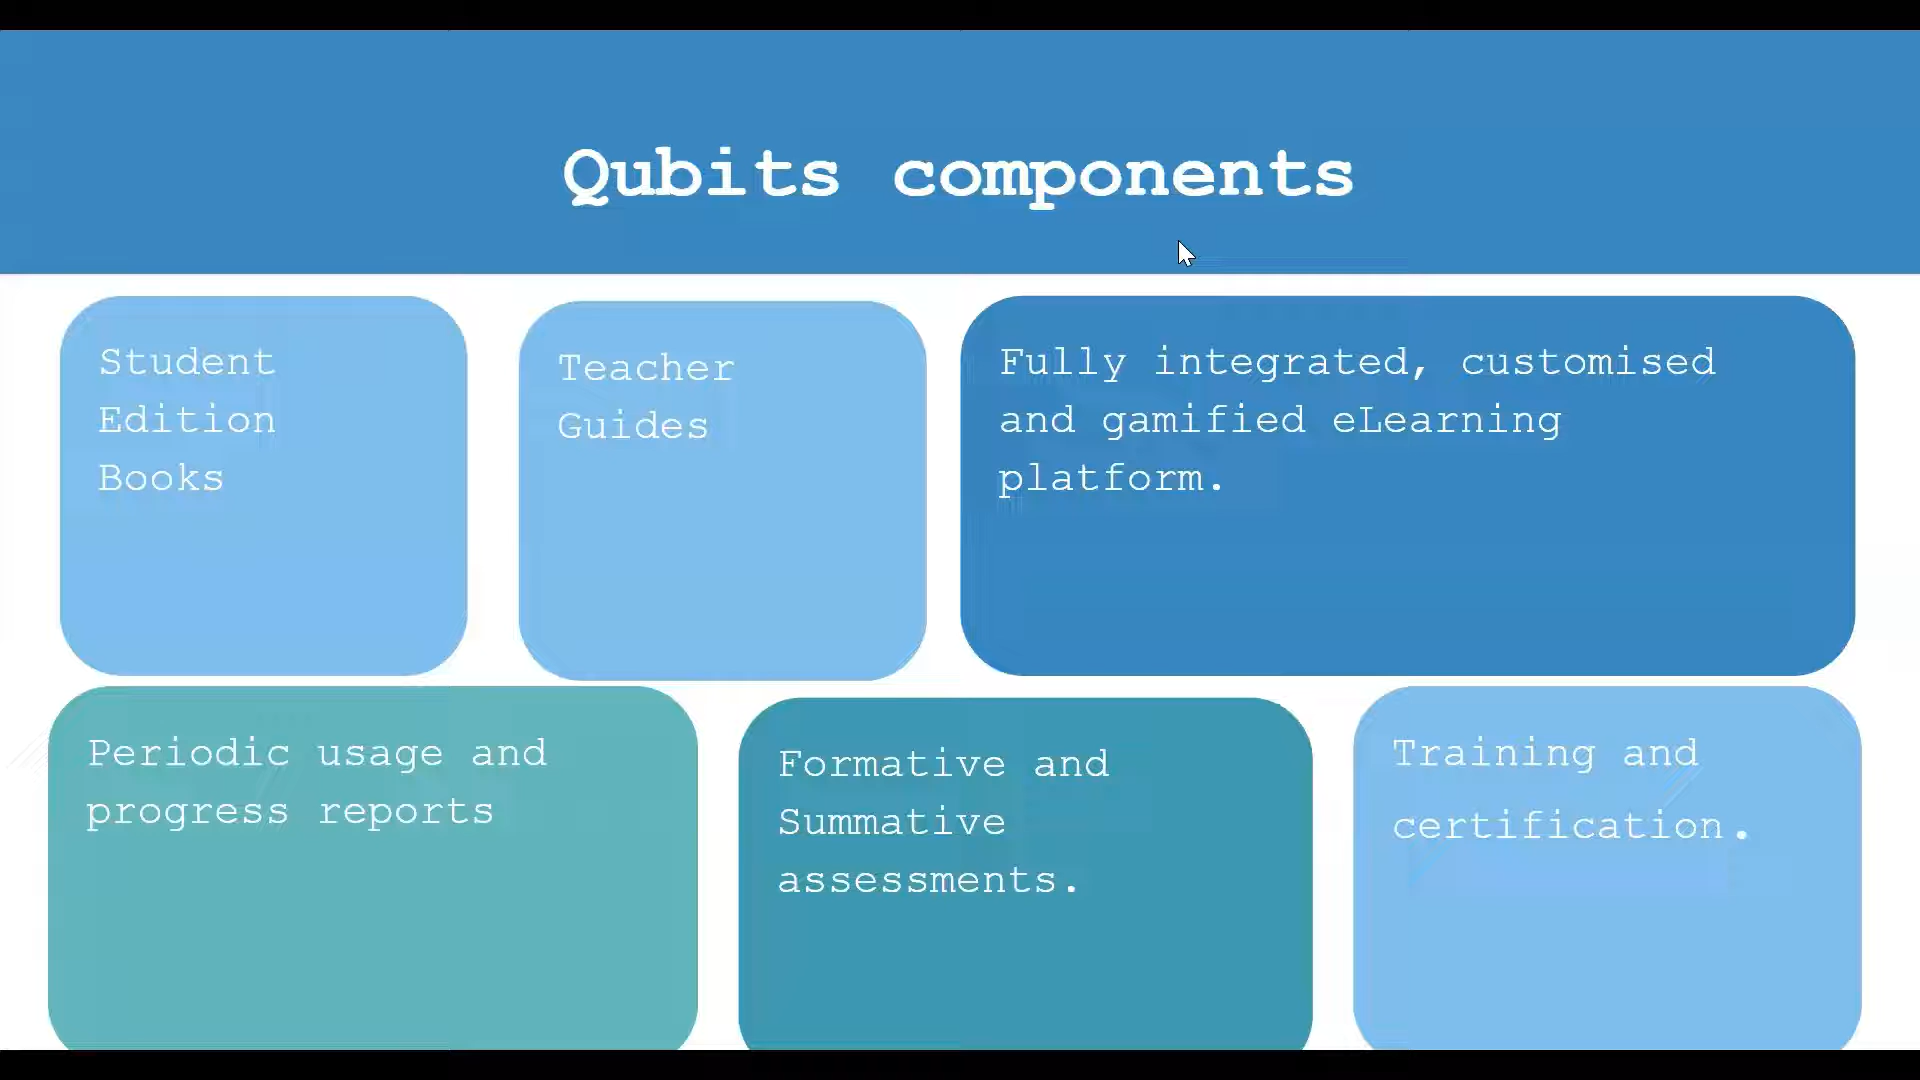 Qubits components
Student
Edition
Books
Teacher
Guides
Fully integrated, customised
and gamified eLearning
platform.
Periodic usage and
progress reports
Formative and
Summative
assessments.
Training and
certification.